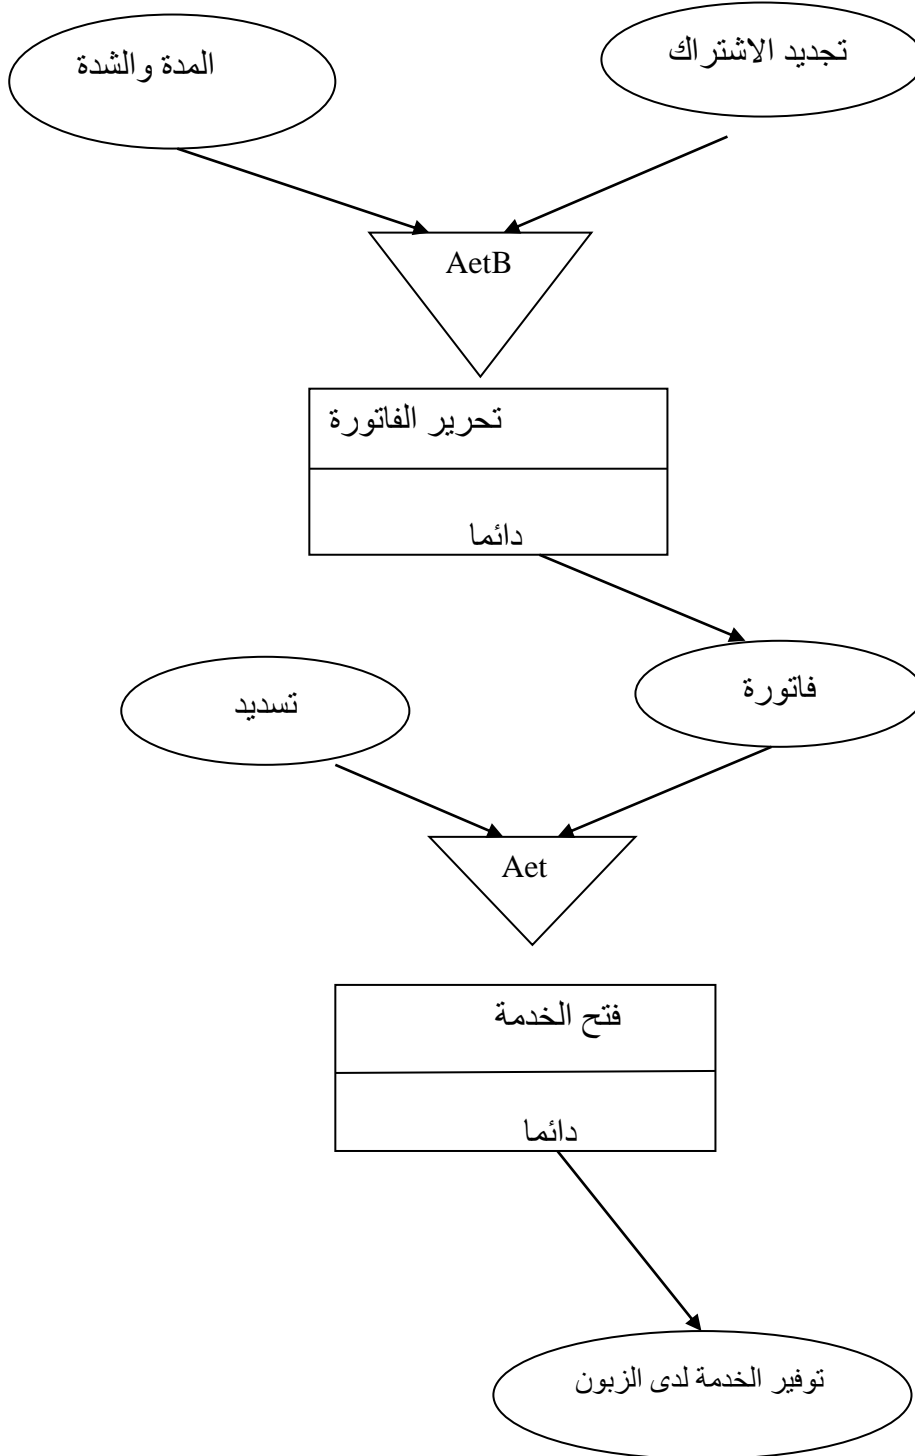 تجديد الاشتراك
المدة والشدة
AetB
تحرير الفاتورة
دائما
فاتورة
تسديد
Aet
فتح الخدمة
دائما
توفير الخدمة لدى الزبون